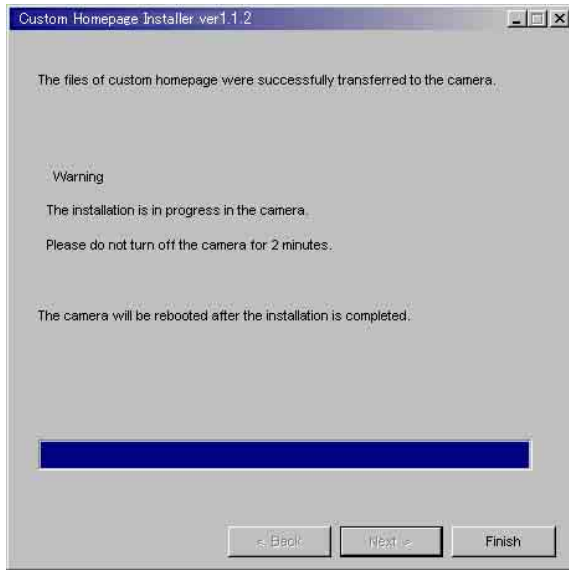 Custom Homepage Installer ver1.1.2
The files of custom homepage were successfully transferred to the camera.
Warning
The installation is in progress in the camera.
Please do not turn off the camera for 2 minutes.
The camera will be rebooted after the installation is completed.
< Back
Next >
Finish